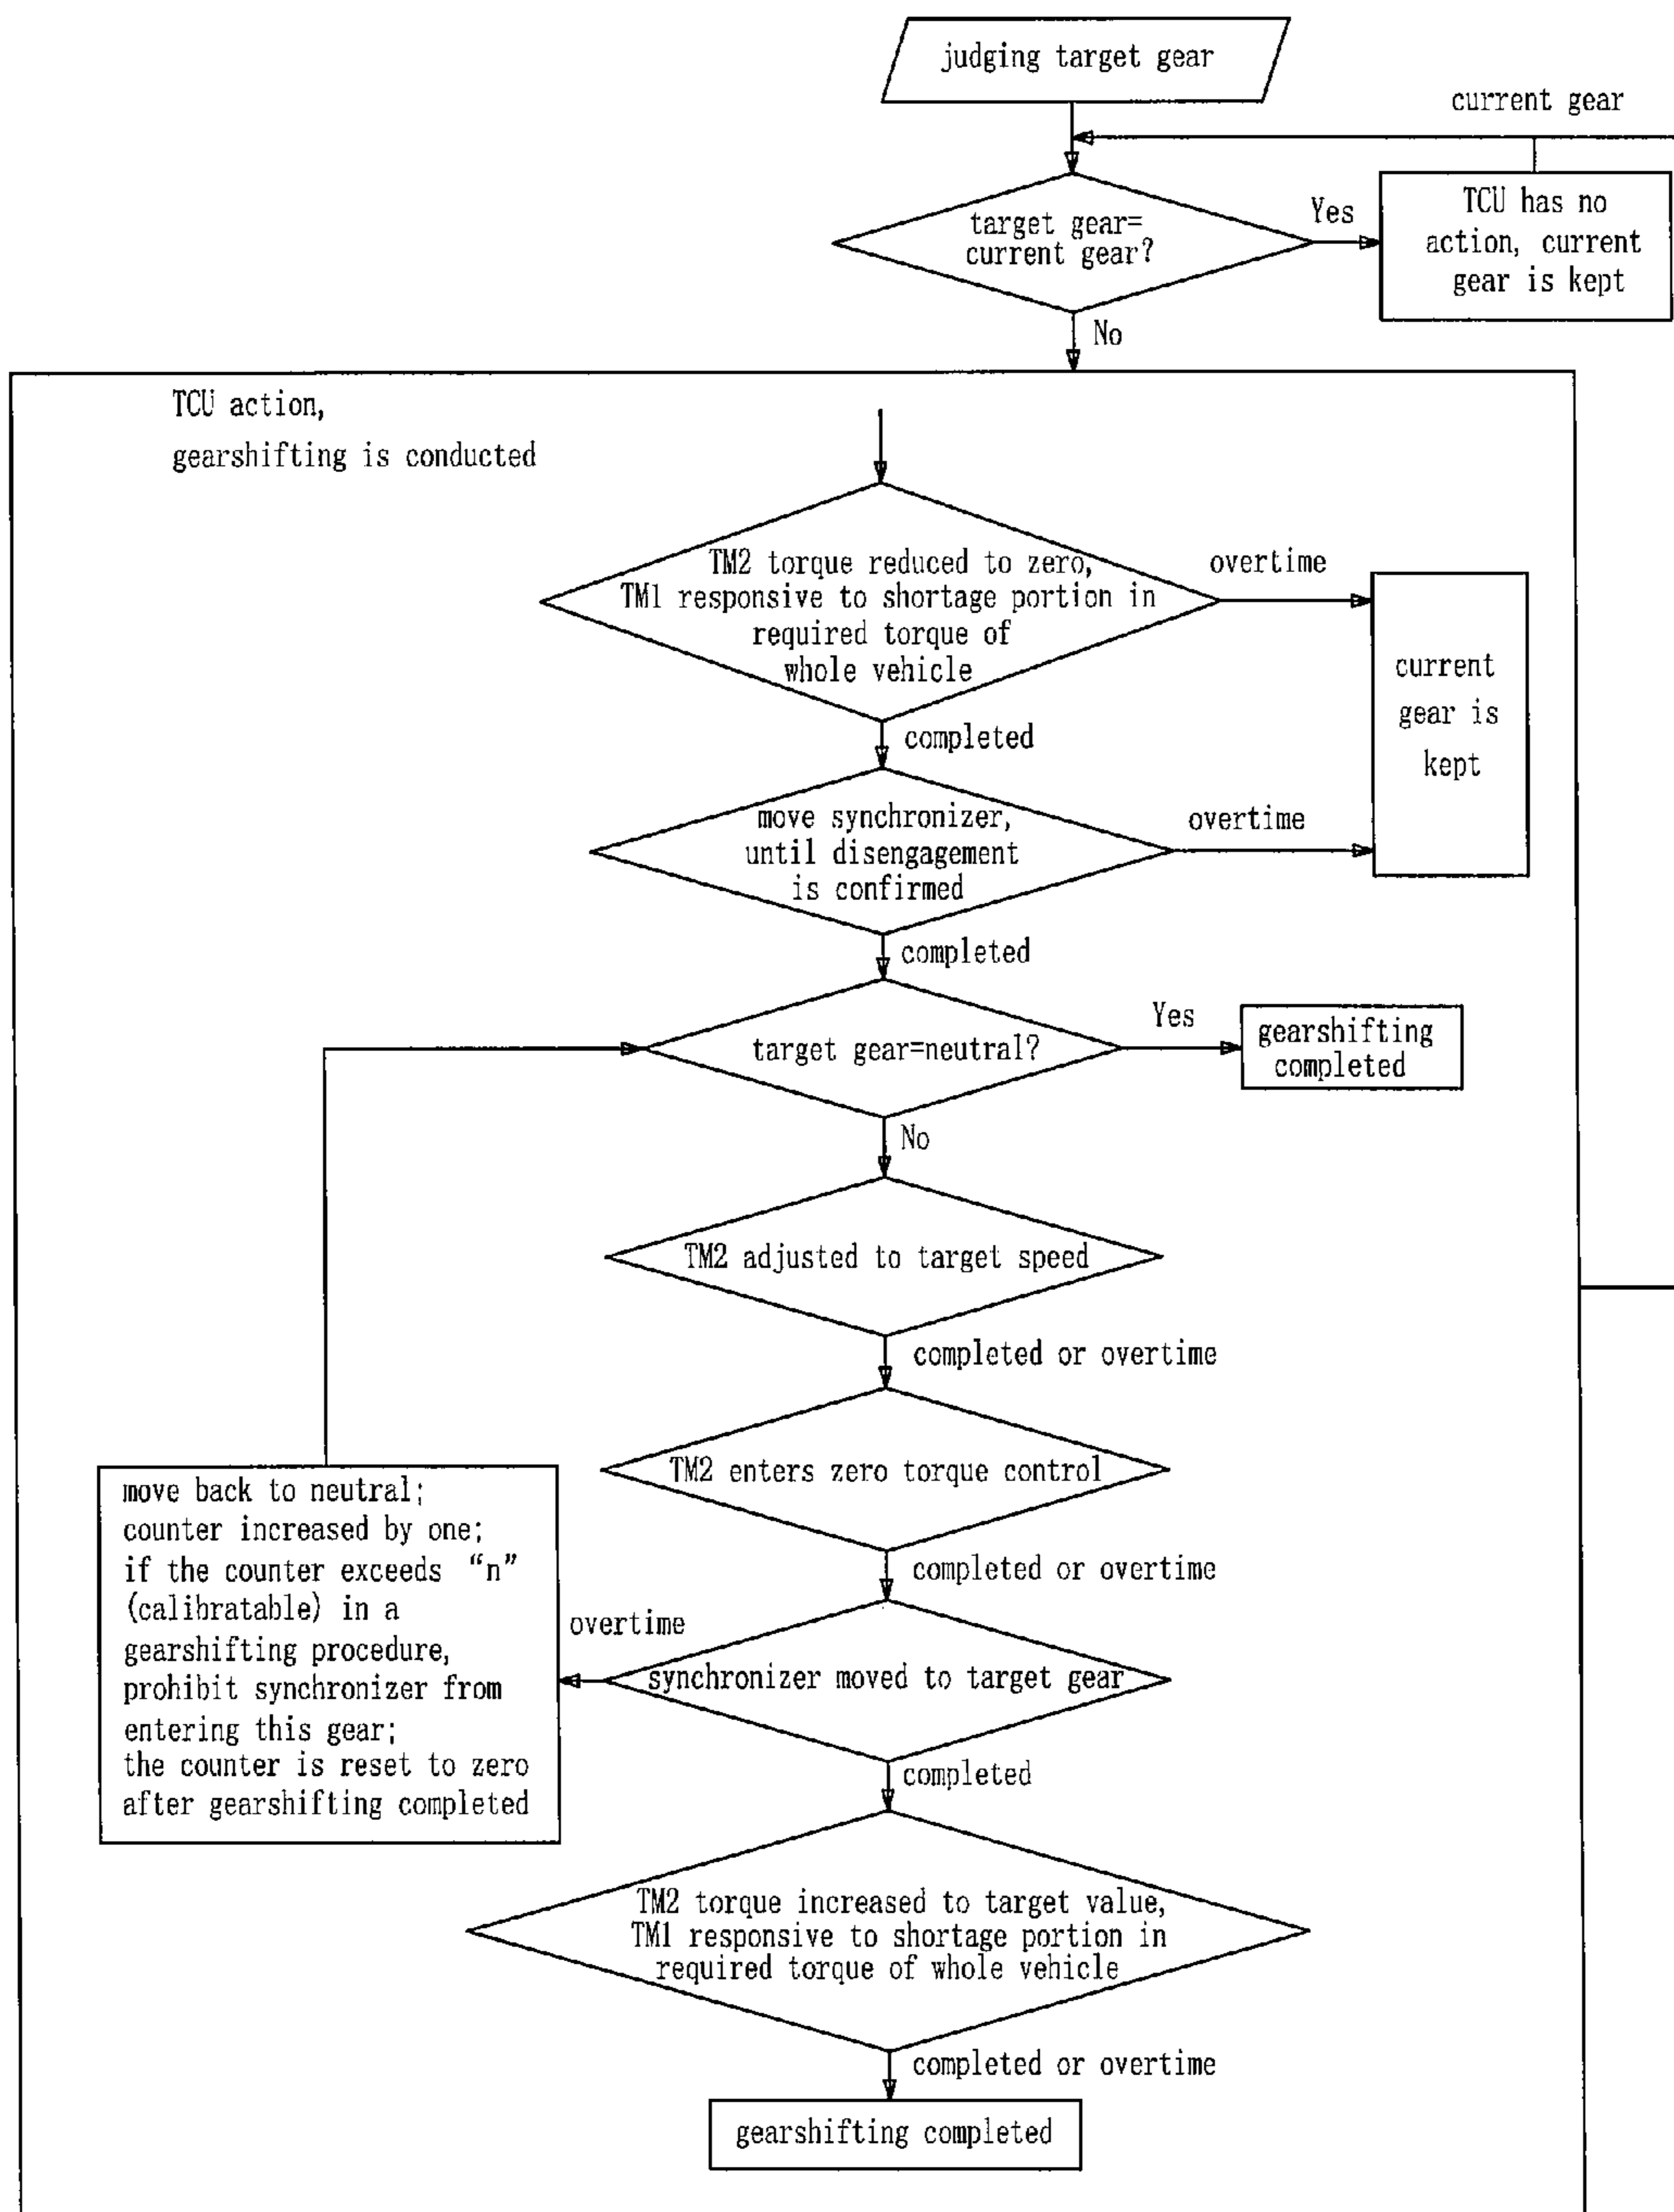 judging target gear
current gear
target gear=
current gear?
Yes
TCU has no
action, current
gear is kept
No
TCU action,
gearshifting is conducted
TM2 torque reduced to zero,
TM1 responsive to shortage portion in
required torque of
whole vehicle
overtime
current
gear is
kept
completed
move synchronizer,
until disengagement
is confirmed
overtime
completed
target gear=neutral?
Yes
gearshifting
completed
No
TM2 adjusted to target speed
completed or overtime
TM2 enters zero torque control
completed or overtime
synchronizer moved to target gear
overtime
move back to neutral;
counter increased by one;
if the counter exceeds “n”
(calibratable) in a
gearshifting procedure,
prohibit synchronizer from
entering this gear;
the counter is reset to zero
after gearshifting completed
completed
TM2 torque increased to target value,
TM1 responsive to shortage portion in
required torque of whole vehicle
completed or overtime
gearshifting completed